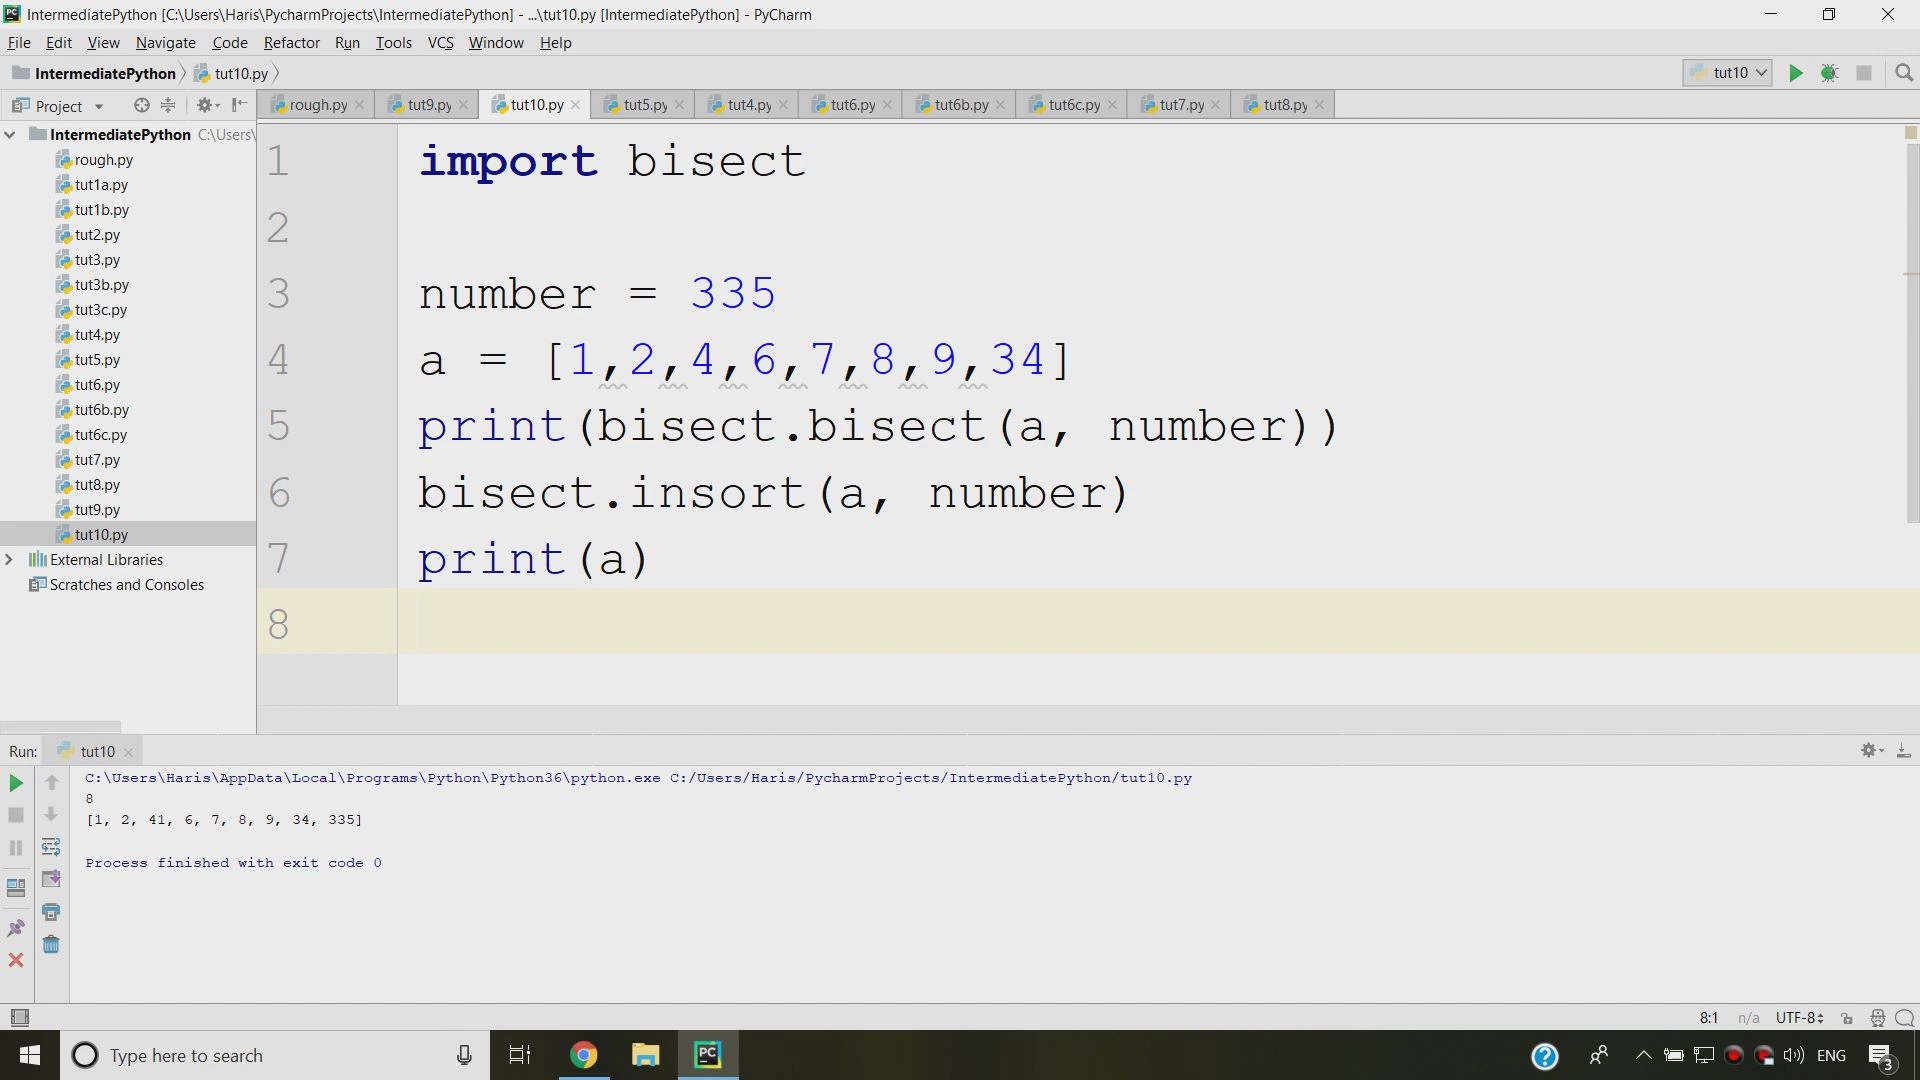 IntermediatePython [C:\Users\Haris\PycharmProjects\IntermediatePython] - ...\tut10.py [IntermediatePython] - PyCharm
File Edit View Navigate Code Refactor Run Tools VCS Window Help
IntermediatePython tut10.py tut10
Project rough.py tut9.py tut10.py tut5.py tut4.py tut6.py tut6b.py tut6c.py tut7.py tut8.py
IntermediatePython C:\Users\
rough.py
tut1a.py
tut1b.py
tut2.py
tut3.py
tut3b.py
tut3c.py
tut4.py
tut5.py
tut6.py
tut6b.py
tut6c.py
tut7.py
tut8.py
tut9.py
tut10.py
External Libraries
Scratches and Consoles
1 import bisect
2
3 number = 335
4 a = [1,2,4,6,7,8,9,34]
5 print(bisect.bisect(a, number))
6 bisect.insort(a, number)
7 print(a)
8
Run: tut10
C:\Users\Haris\AppData\Local\Programs\Python\Python36\python.exe C:/Users/Haris/PycharmProjects/IntermediatePython/tut10.py
8
[1, 2, 41, 6, 7, 8, 9, 34, 335]
Process finished with exit code 0
8:1 n/a UTF-8
Type here to search PC ENG 3